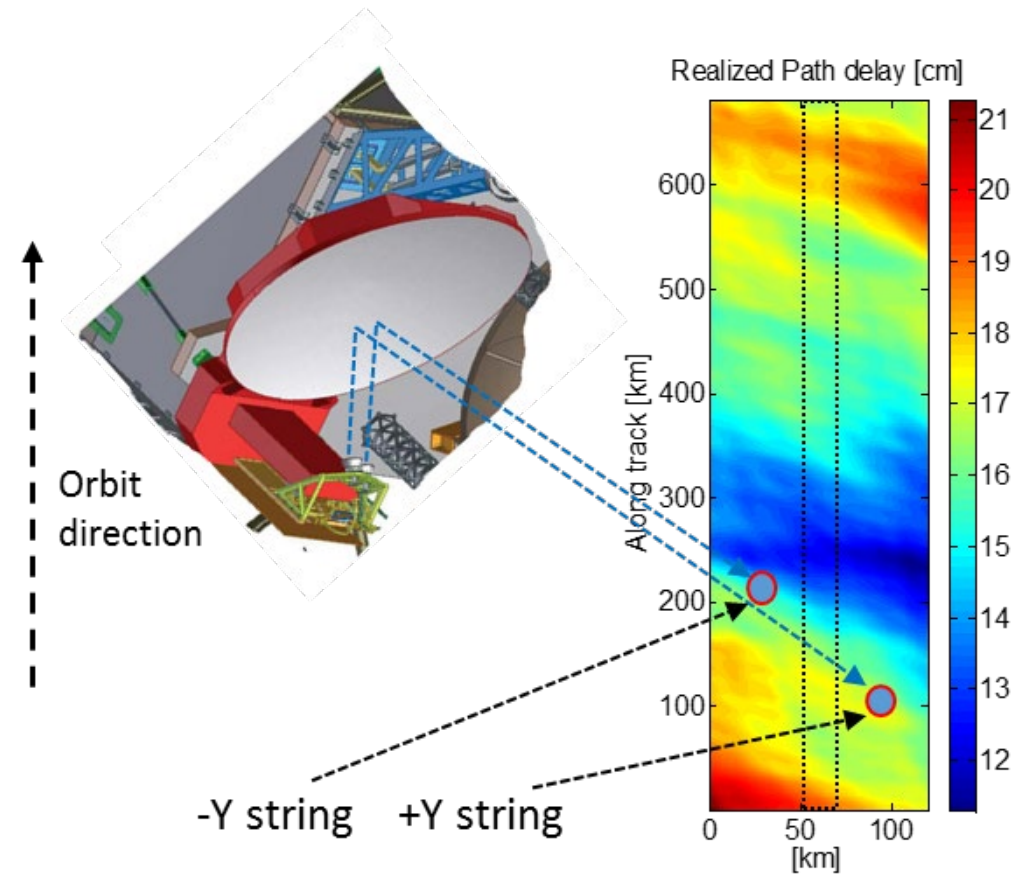 Realized Path delay [cm]
21
20
19
18
17
16
15
14
13
12
600
500
400
300
200
100
Along track [km]
0
50
100
[km]
Orbit
direction
-Y string
+Y string